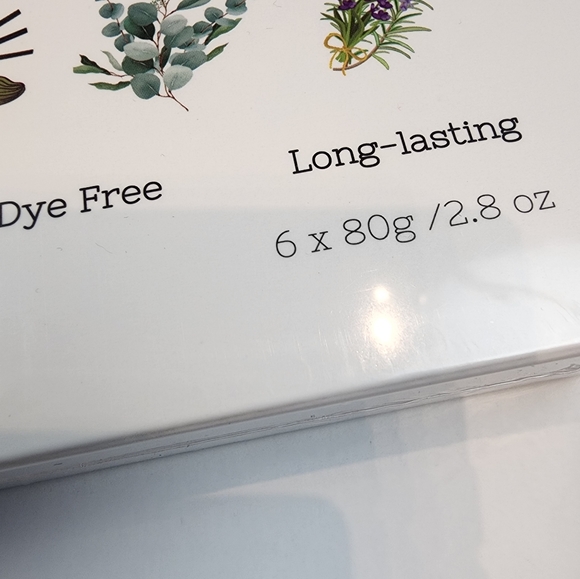 Long-lasting
Dye Free
6 x 80g /2.8 oz